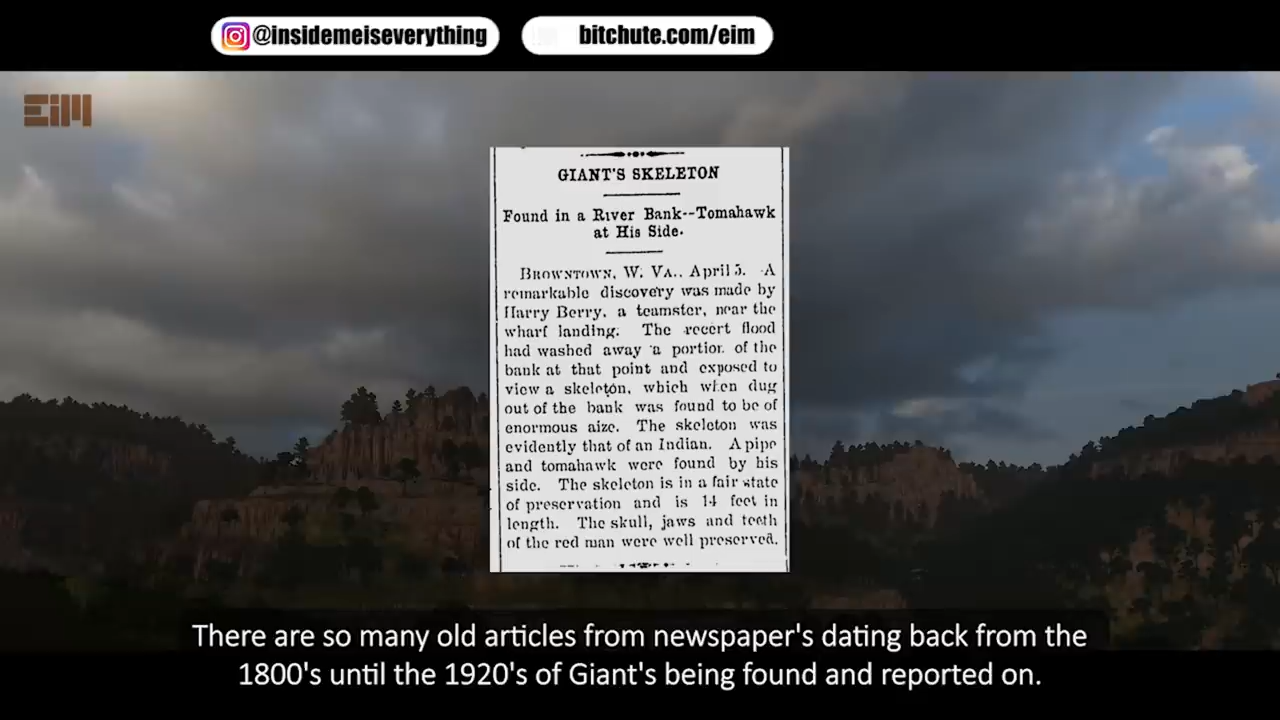 @insidemeiseverything
bitchute.com/eim
EiM
GIANT'S SKELETON
Found in a River Bank--Tomahawk
at His Side.
BROWNTOWN, W. VA., April 5. A
remarkable discovery was made by
Harry Berry, a teamster, near the
wharf landing. The recert flood
had washed away a portion of the
bank at that point and exposed to
view a skeleton, which when dug
out of the bank was found to be of
enormous aize. The skeleton was
evidently that of an Indian. A pipe
and tomahawk were found by his
side. The skeleton is in a fair state
of preservation and is 14 feet in
length. The skull, jaws and teeth
of the red man were well preserved.
There are so many old articles from newspaper's dating back from the
1800's until the 1920's of Giant's being found and reported on.